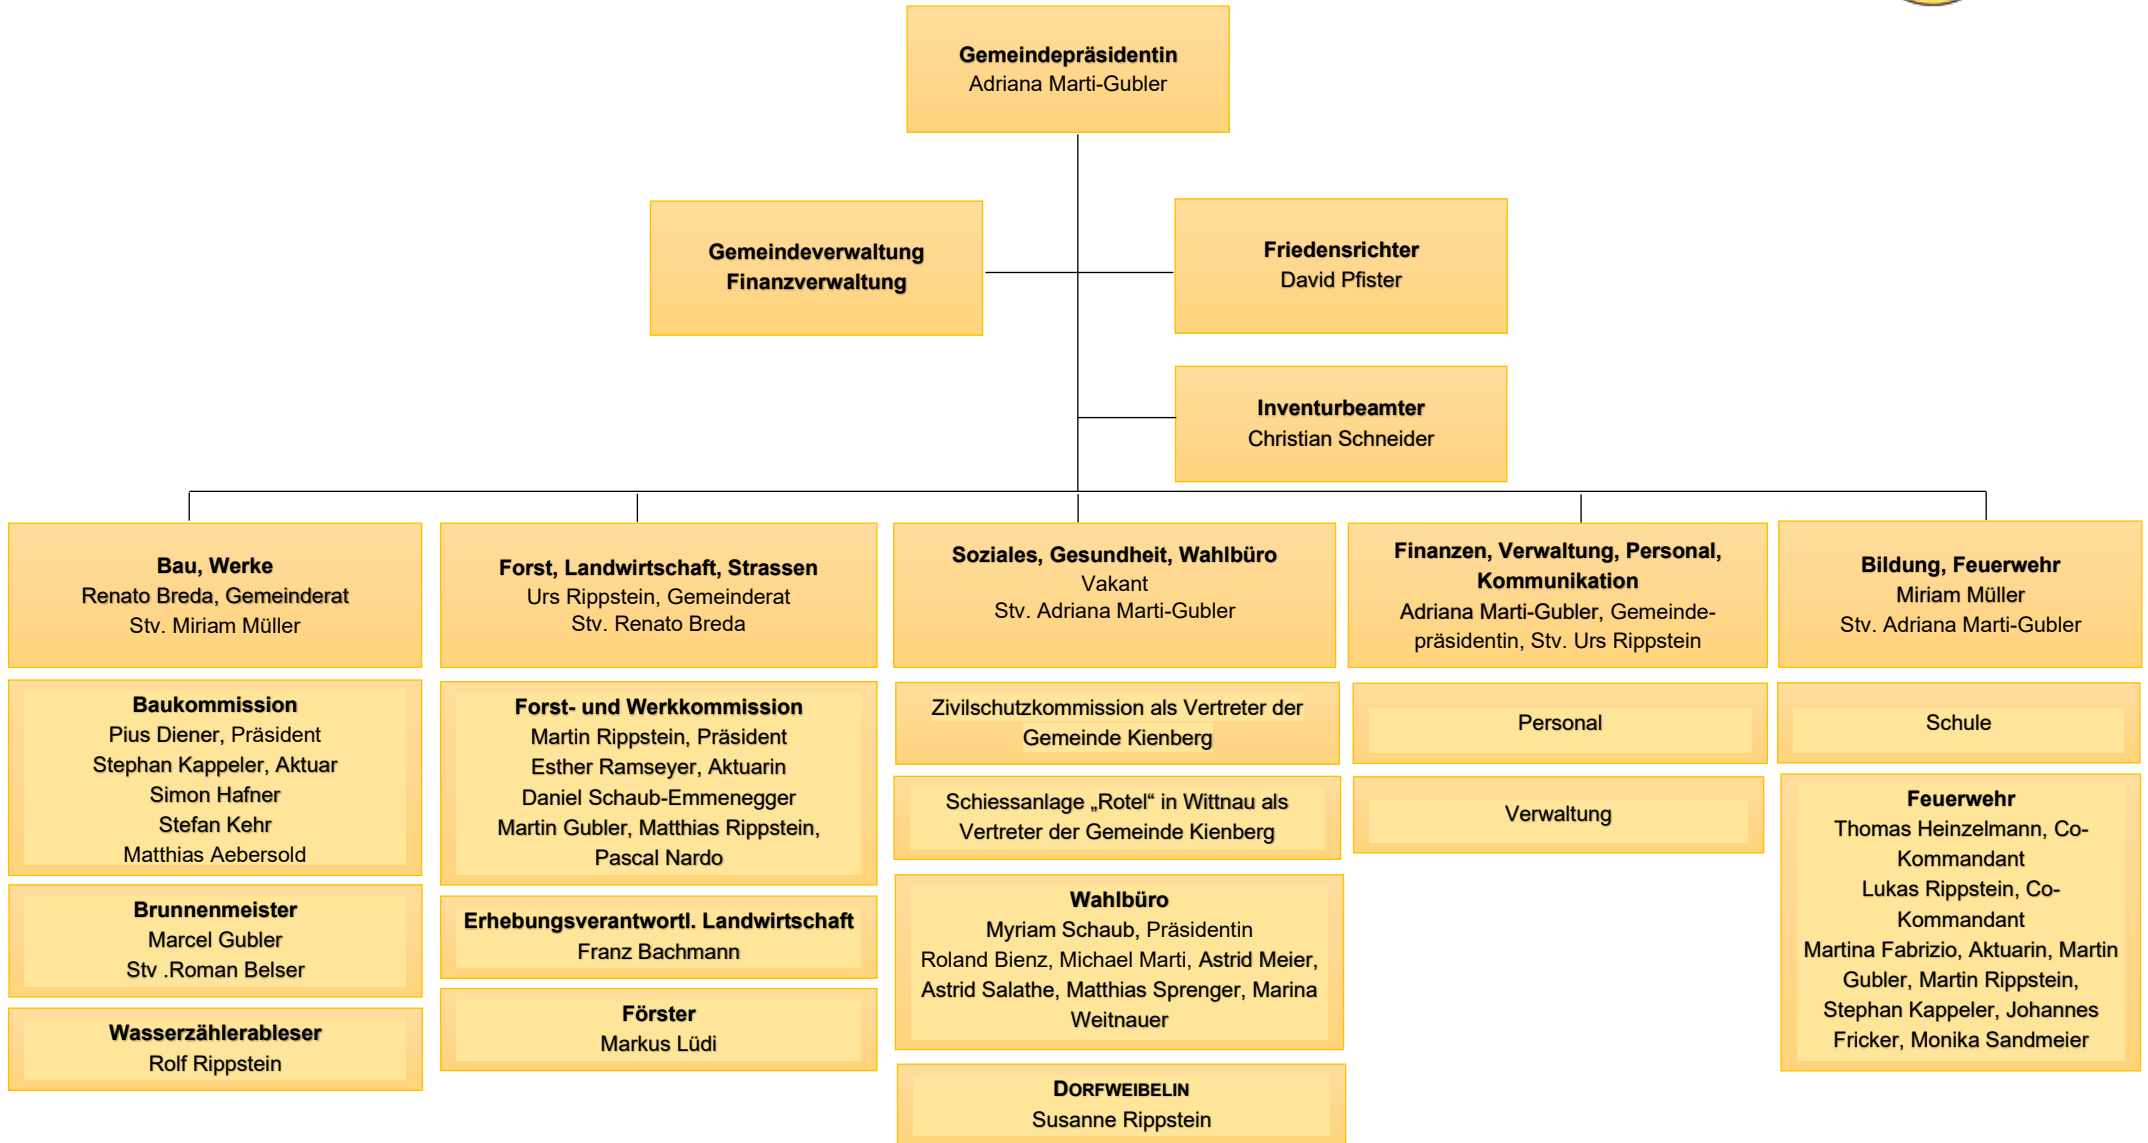 Gemeindepräsidentin
Adriana Marti-Gubler
Gemeindeverwaltung
Finanzverwaltung
Friedensrichter
David Pfister
Inventurbeamter
Christian Schneider
Bau, Werke
Renato Breda, Gemeinderat
Stv. Miriam Müller
Baukommission
Pius Diener, Präsident
Stephan Kappeler, Aktuar
Simon Hafner
Stefan Kehr
Matthias Aebersold
Brunnenmeister
Marcel Gubler
Stv .Roman Belser
Wasserzählerableser
Rolf Rippstein
Forst, Landwirtschaft, Strassen
Urs Rippstein, Gemeinderat
Stv. Renato Breda
Forst- und Werkkommission
Martin Rippstein, Präsident
Esther Ramseyer, Aktuarin
Daniel Schaub-Emmenegger
Martin Gubler, Matthias Rippstein,
Pascal Nardo
Erhebungsverantwortl. Landwirtschaft
Franz Bachmann
Förster
Markus Lüdi
Soziales, Gesundheit, Wahlbüro
Vakant
Stv. Adriana Marti-Gubler
Zivilschutzkommission als Vertreter der
Gemeinde Kienberg
Schiessanlage „Rotel“ in Wittnau als
Vertreter der Gemeinde Kienberg
Wahlbüro
Myriam Schaub, Präsidentin
Roland Bienz, Michael Marti, Astrid Meier,
Astrid Salathe, Matthias Sprenger, Marina
Weitnauer
DORFWEIBELIN
Susanne Rippstein
Finanzen, Verwaltung, Personal,
Kommunikation
Adriana Marti-Gubler, Gemeinde-
präsidentin, Stv. Urs Rippstein
Personal
Verwaltung
Bildung, Feuerwehr
Miriam Müller
Stv. Adriana Marti-Gubler
Schule
Feuerwehr
Thomas Heinzelmann, Co-
Kommandant
Lukas Rippstein, Co-
Kommandant
Martina Fabrizio, Aktuarin, Martin
Gubler, Martin Rippstein,
Stephan Kappeler, Johannes
Fricker, Monika Sandmeier